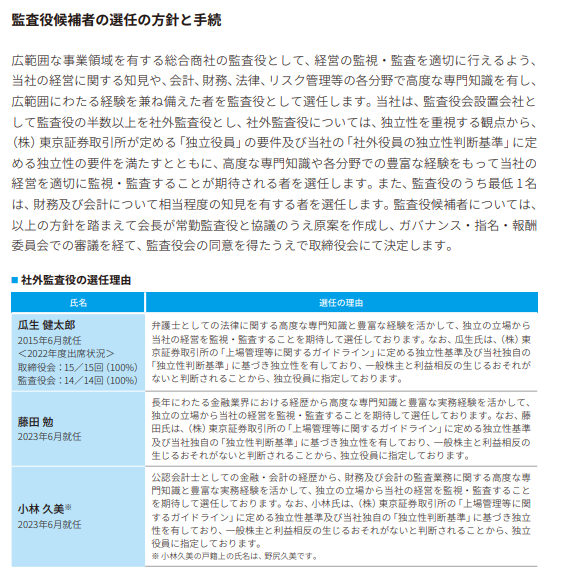 監査役候補者の選任の方針と手続
広範囲な事業領域を有する総合商社の監査役として、経営の監視・監査を適切に行えるよう、
当社の経営に関する知見や、会計、財務、法律、リスク管理等の各分野で高度な専門知識を有し、
広範囲にわたる経験を兼ね備えた者を監査役として選任します。当社は、監査役会設置会社と
して監査役の半数以上を社外監査役とし、社外監査役については、独立性を重視する観点から、
（株）東京証券取引所が定める「独立役員」の要件及び当社の「社外役員の独立性判断基準」に定
める独立性の要件を満たすとともに、高度な専門知識や各分野での豊富な経験をもって当社の
経営を適切に監視・監査することが期待される者を選任します。また、監査役のうち最低1名
は、財務及び会計について相当程度の知見を有する者を選任します。監査役候補者については、
以上の方針を踏まえて会長が常勤監査役と協議のうえ原案を作成し、ガバナンス・指名・報酬
委員会での審議を経て、監査役会の同意を得たうえで取締役会にて決定します。
■ 社外監査役の選任理由
氏名
選任の理由
瓜生 健太郎
2015年6月就任
＜2022年度出席状況＞
取締役会：15／15回（100%）
監査役会：14／14回（100%）
弁護士としての法律に関する高度な専門知識と豊富な経験を活かして、独立の立場から
当社の経営を監視・監査することを期待して選任しております。なお、瓜生氏は、（株）東
京証券取引所の「上場管理等に関するガイドライン」に定める独立性基準及び当社独自の
「独立性判断基準」に基づき独立性を有しており、一般株主と利益相反の生じるおそれが
ないと判断されることから、独立役員に指定しております。
藤田 勉
2023年6月就任
長年にわたる金融業界における経歴から高度な専門知識と豊富な実務経験を活かして、
独立の立場から当社の経営を監視・監査することを期待して選任しております。なお、藤
田氏は、（株）東京証券取引所の「上場管理等に関するガイドライン」に定める独立性基準
及び当社独自の「独立性判断基準」に基づき独立性を有しており、一般株主と利益相反の
生じるおそれがないと判断されることから、独立役員に指定しております。
小林 久美※
2023年6月就任
公認会計士としての金融・会計の経歴から、財務及び会計の監査業務に関する高度な専
門知識と豊富な実務経験を活かして、独立の立場から当社の経営を監視・監査すること
を期待して選任しております。なお、小林氏は、（株）東京証券取引所の「上場管理等に関
するガイドライン」に定める独立性基準及び当社独自の「独立性判断基準」に基づき独立
性を有しており、一般株主と利益相反の生じるおそれがないと判断されることから、独立
役員に指定しております。
※ 小林久美の戸籍上の氏名は、野尻久美です。